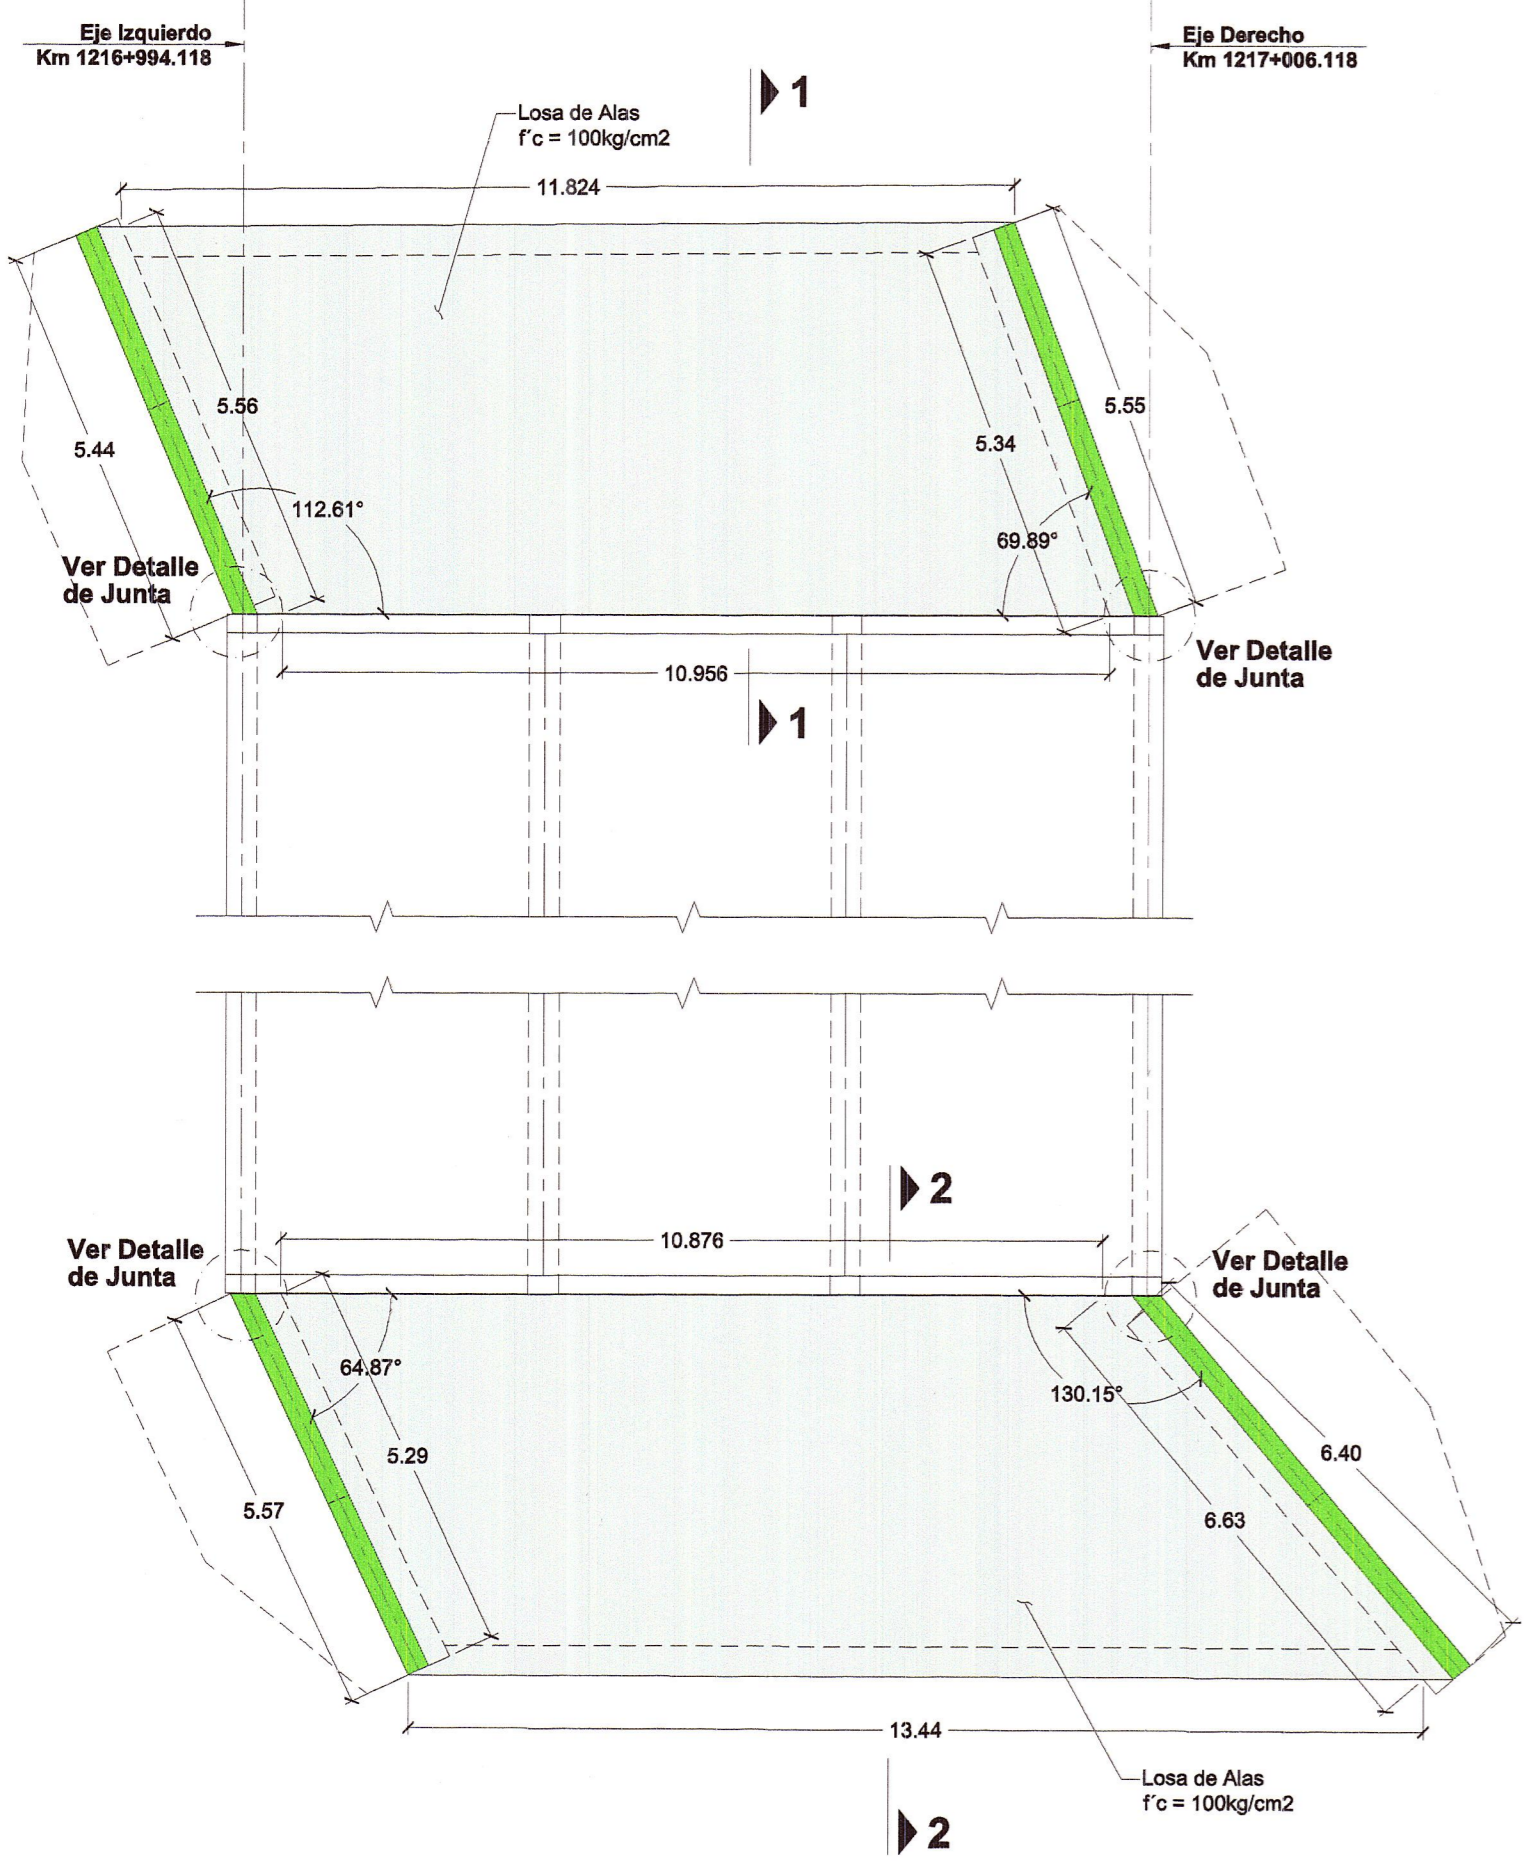 Eje Izquierdo
Km 1216+994.118
Eje Derecho
Km 1217+006.118
1
Losa de Alas
f´c = 100kg/cm2
11.824
5.56
5.55
5.44
5.34
112.61°
69.89°
Ver Detalle
de Junta
Ver Detalle
de Junta
10.956
1
2
10.876
Ver Detalle
de Junta
Ver Detalle
de Junta
64.87°
130.15°
5.29
6.40
5.57
6.63
13.44
Losa de Alas
f´c = 100kg/cm2
2